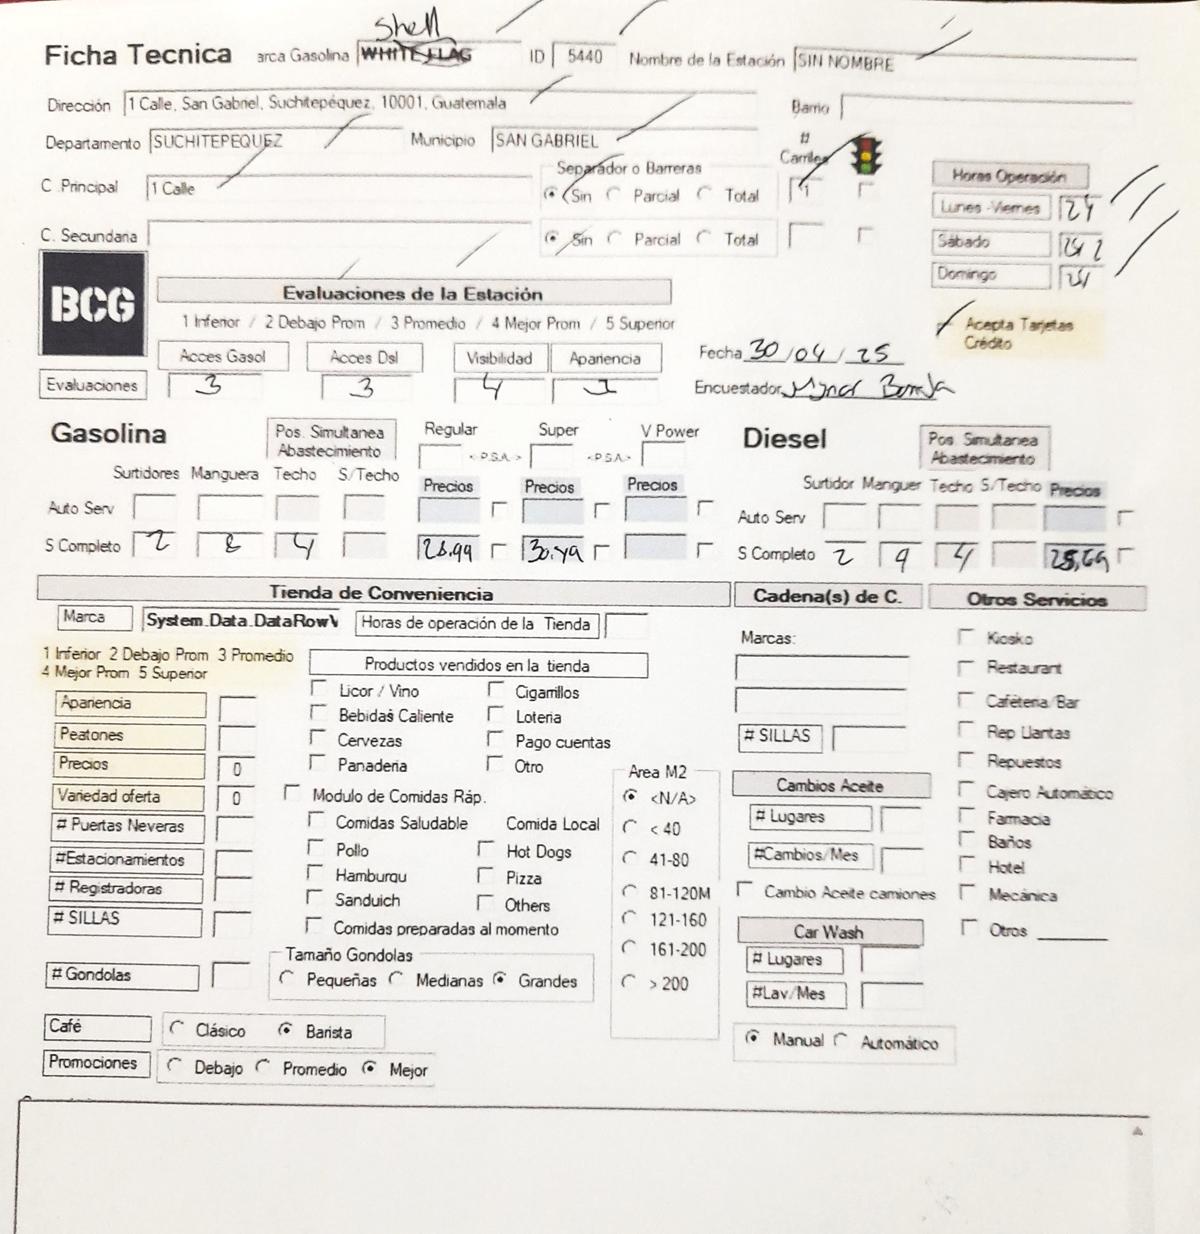 Shell
Ficha Tecnica arca Gasolina WHITE FLAG ID 5440 Nombre de la Estación SIN NOMBRE
Dirección 1 Calle, San Gabriel, Suchitepéquez, 10001, Guatemala Barrio
Departamento SUCHITEPEQUEZ Municipio SAN GABRIEL # Carriles
C .Principal 1 Calle Separador o Barreras Sin Parcial Total 1 Horas Operación
Lunes -Viernes 24
C. Secundaria Sin Parcial Total Sábado 24
Domingo 24
BCG Evaluaciones de la Estación
1 Inferior / 2 Debajo Prom / 3 Promedio / 4 Mejor Prom / 5 Superior
Acepta Tarjetas Crédito
Acces Gasol Acces Dsl Visibilidad Apariencia Fecha 30/04/25
Evaluaciones 3 3 4 Encuestador
Gasolina Pos. Simultanea Abastecimiento Regular Super V Power Diesel Pos. Simultanea Abastecimiento
<P.S.A.> <P.S.A>
Surtidores Manguera Techo S/Techo Precios Precios Precios Surtidor Manguer Techo S/Techo Precios
Auto Serv Auto Serv
S Completo 2 8 4 28.99 30.49 S Completo 2 4 25,69
Tienda de Conveniencia Cadena(s) de C. Otros Servicios
Marca System.Data.DataRowV Horas de operación de la Tienda
1 Inferior 2 Debajo Prom 3 Promedio
4 Mejor Prom 5 Superior
Productos vendidos en la tienda
Licor / Vino Cigarrillos
Bebidas Caliente Loteria
Cervezas Pago cuentas
Panaderia Otro
Apariencia
Peatones
Precios 0
Variedad oferta 0
# Puertas Neveras
#Estacionamientos
# Registradoras
# SILLAS
# Gondolas
Modulo de Comidas Ráp.
Comidas Saludable Comida Local
Pollo Hot Dogs
Hamburqu Pizza
Sanduich Others
Comidas preparadas al momento
Tamaño Gondolas
Pequeñas Medianas Grandes
Area M2
<N/A>
< 40
41-80
81-120M
121-160
161-200
> 200
Marcas:
# SILLAS
Cambios Aceite
# Lugares
#Cambios/Mes
Cambio Aceite camiones
Car Wash
# Lugares
#Lav/Mes
Manual Automático
Kiosko
Restaurant
Cafeteria/Bar
Rep Llantas
Repuestos
Cajero Automático
Farmacia
Baños
Hotel
Mecánica
Otros
Café Clásico Barista
Promociones Debajo Promedio Mejor